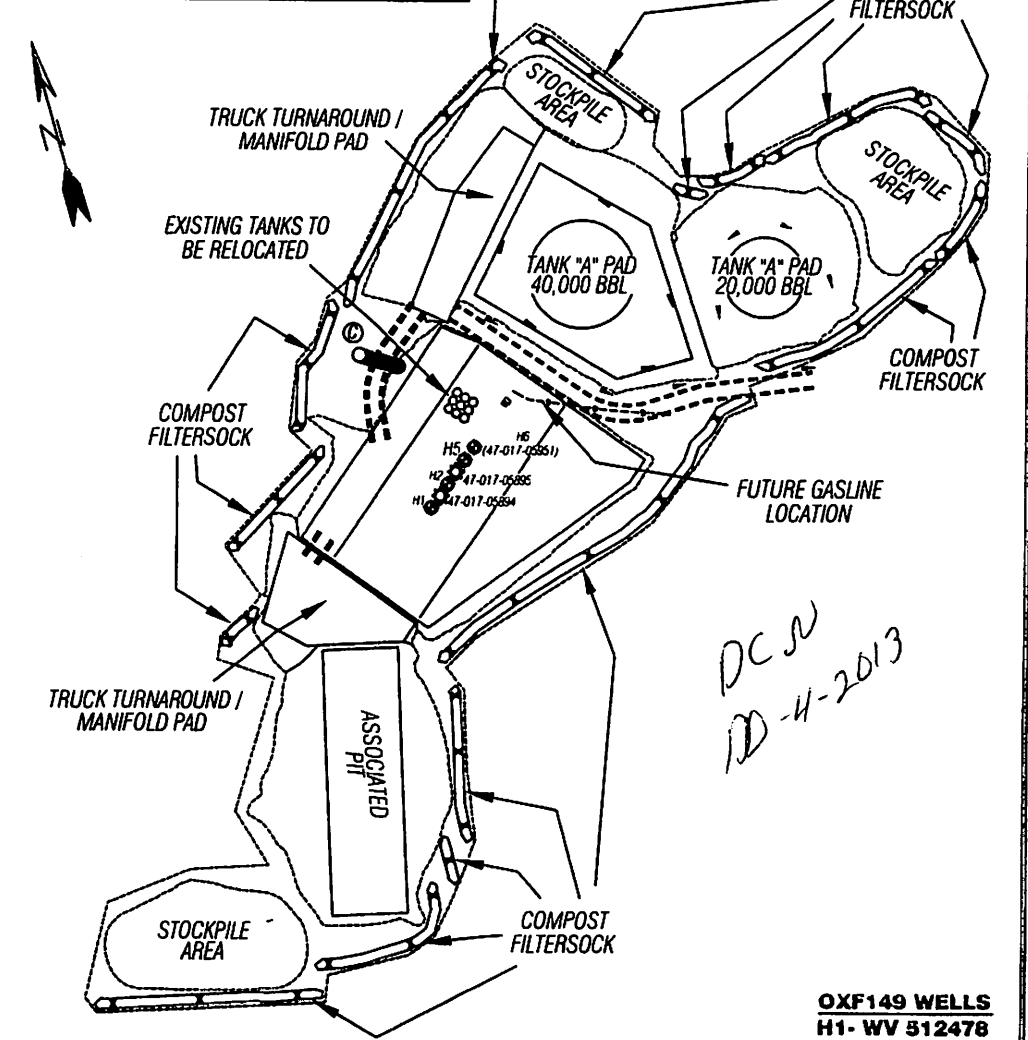 FILTERSOCK
STOCKPILE
AREA
TRUCK TURNAROUND /
MANIFOLD PAD
STOCKPILE
AREA
EXISTING TANKS TO
BE RELOCATED
TANK "A" PAD
40,000 BBL
TANK "A" PAD
20,000 BBL
N
C
COMPOST
FILTERSOCK
COMPOST
FILTERSOCK
H6
H5 (47-017-05951)
H2 47-017-05895
H1 47-017-05894
FUTURE GASLINE
LOCATION
TRUCK TURNAROUND /
MANIFOLD PAD
ASSOCIATED
PIT
STOCKPILE
AREA
COMPOST
FILTERSOCK
-4-2013
OXF149 WELLS
H1- WV 512478